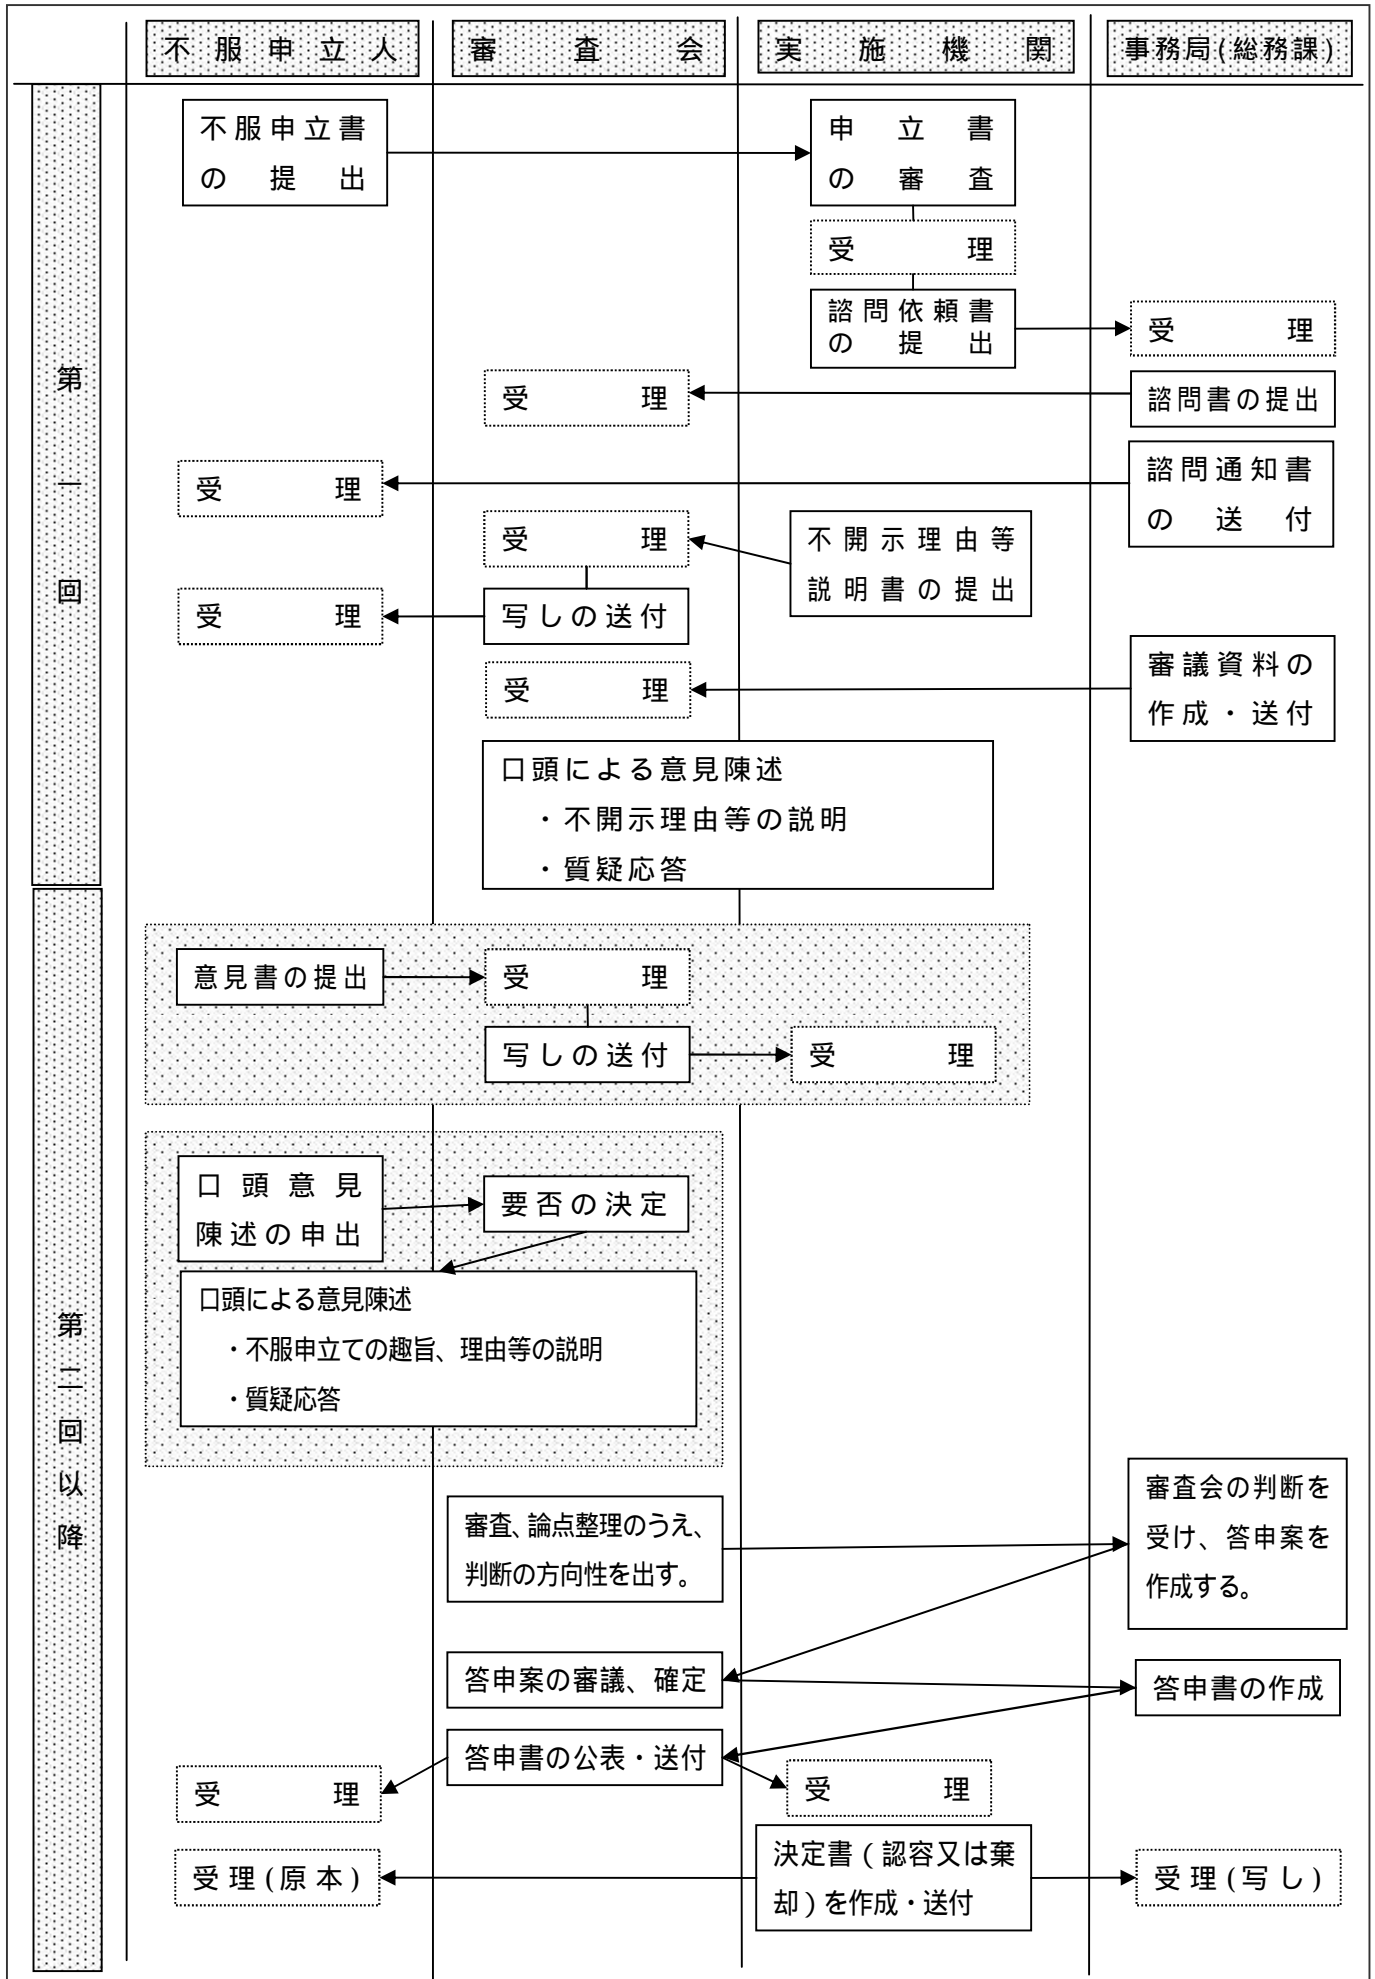 不服申立人
審査会
実施機関
事務局(総務課)
第一回
不服申立書
の提出
申立書
の審査
受理
諮問依頼書
の提出
受理
諮問書の提出
受理
諮問通知書
の送付
受理
不開示理由等
説明書の提出
受理
写しの送付
受理
審議資料の
作成・送付
受理
口頭による意見陳述
・不開示理由等の説明
・質疑応答
第二回以降
意見書の提出
受理
写しの送付
受理
口頭意見
陳述の申出
要否の決定
口頭による意見陳述
・不服申立ての趣旨、理由等の説明
・質疑応答
審査、論点整理のうえ、
判断の方向性を出す。
審査会の判断を
受け、答申案を
作成する。
答申案の審議、確定
答申書の作成
答申書の公表・送付
受理
受理
決定書(認容又は棄
却)を作成・送付
受理(原本)
受理(写し)